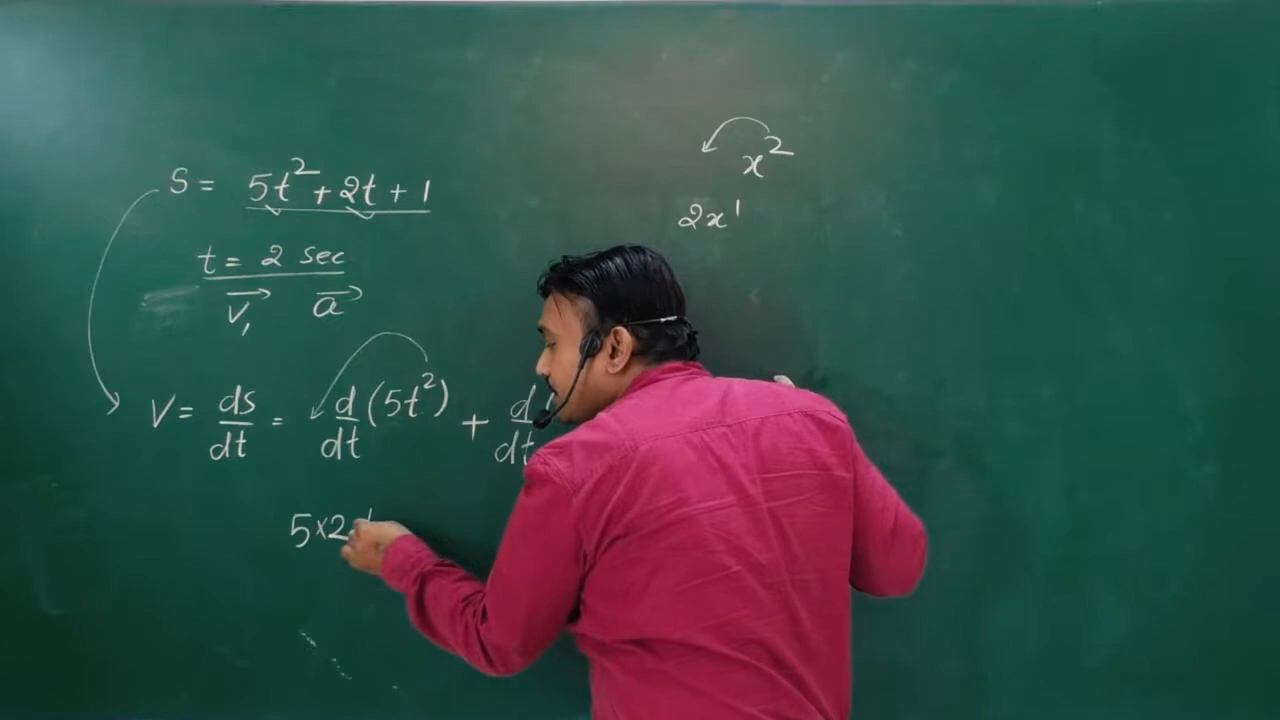 S = 5t² + 2t + 1
x²
2x¹
t = 2 sec
v⃗, a⃗
V = ds/dt = d/dt (5t²) + d/dt
5×2